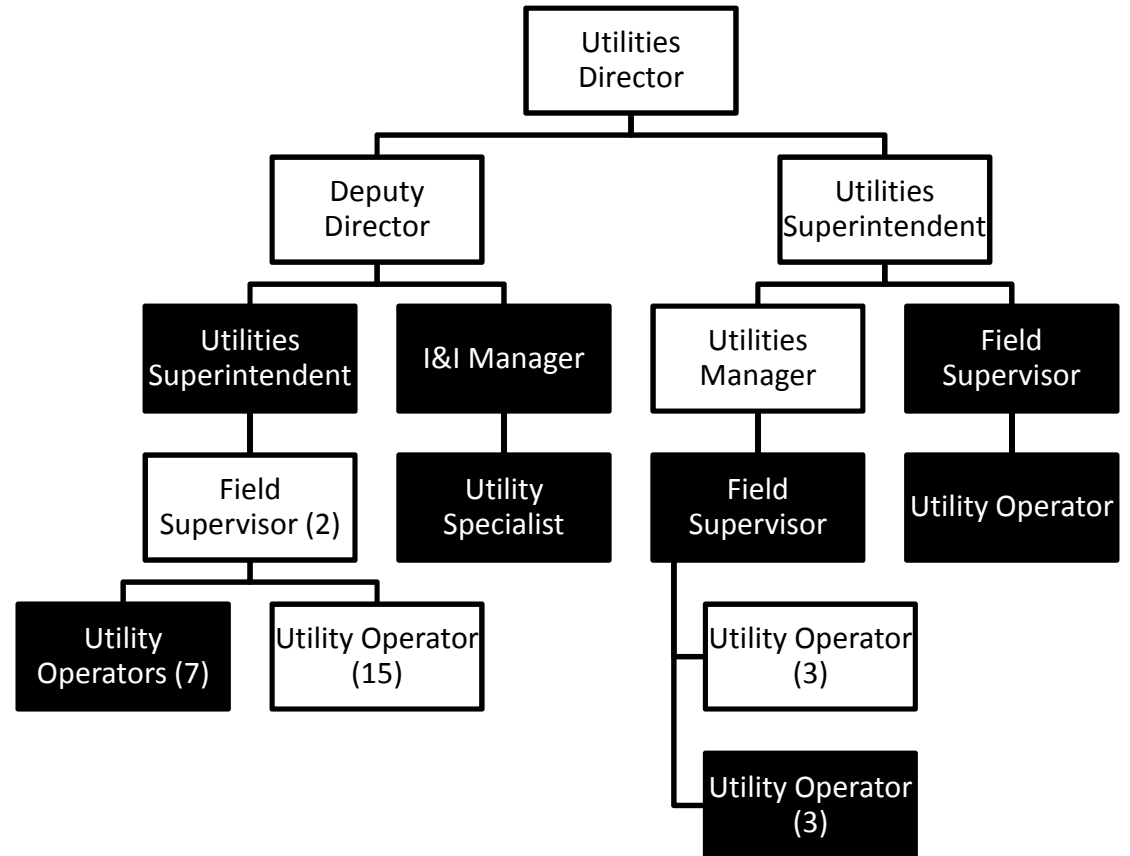 Utilities
Director
Deputy
Director
Utilities
Superintendent
Utilities
Superintendent
I&I Manager
Utilities
Manager
Field
Supervisor
Field
Supervisor (2)
Utility
Specialist
Field
Supervisor
Utility Operator
Utility
Operators (7)
Utility Operator
(15)
Utility Operator
(3)
Utility Operator
(3)